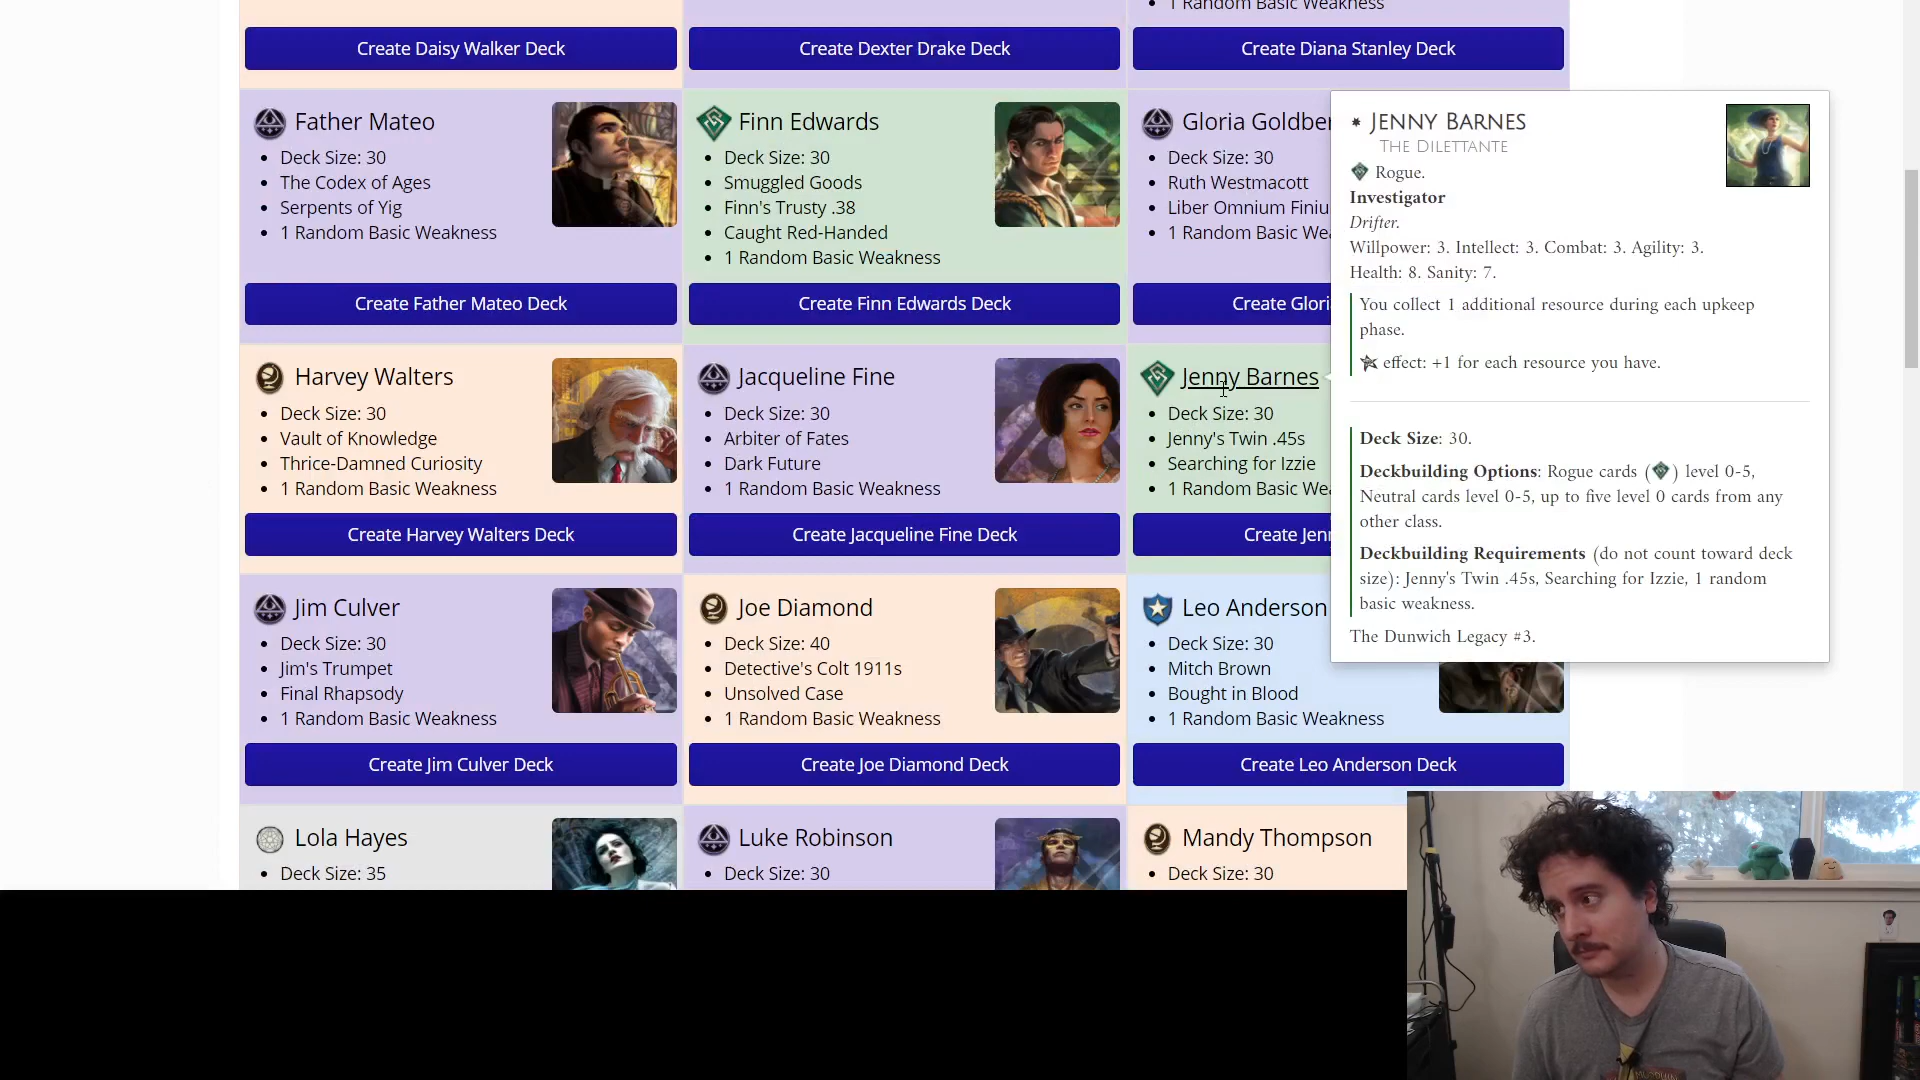 1 Random Basic Weakness
Create Daisy Walker Deck
Create Dexter Drake Deck
Create Diana Stanley Deck
Father Mateo
Deck Size: 30
The Codex of Ages
Serpents of Yig
1 Random Basic Weakness
Create Father Mateo Deck
Finn Edwards
Deck Size: 30
Smuggled Goods
Finn's Trusty .38
Caught Red-Handed
1 Random Basic Weakness
Create Finn Edwards Deck
Gloria Goldber
Deck Size: 30
Ruth Westmacott
Liber Omnium Finiu
1 Random Basic We
Create Glori
JENNY BARNES
THE DILETTANTE
Rogue.
Investigator
Drifter.
Willpower: 3. Intellect: 3. Combat: 3. Agility: 3.
Health: 8. Sanity: 7.
You collect 1 additional resource during each upkeep
phase.
effect: +1 for each resource you have.
Deck Size: 30.
Deckbuilding Options: Rogue cards ( ) level 0-5,
Neutral cards level 0-5, up to five level 0 cards from any
other class.
Deckbuilding Requirements (do not count toward deck
size): Jenny's Twin .45s, Searching for Izzie, 1 random
basic weakness.
The Dunwich Legacy #3.
Harvey Walters
Deck Size: 30
Vault of Knowledge
Thrice-Damned Curiosity
1 Random Basic Weakness
Create Harvey Walters Deck
Jacqueline Fine
Deck Size: 30
Arbiter of Fates
Dark Future
1 Random Basic Weakness
Create Jacqueline Fine Deck
Jenny Barnes
Deck Size: 30
Jenny's Twin .45s
Searching for Izzie
1 Random Basic We
Create Jenn
Jim Culver
Deck Size: 30
Jim's Trumpet
Final Rhapsody
1 Random Basic Weakness
Create Jim Culver Deck
Joe Diamond
Deck Size: 40
Detective's Colt 1911s
Unsolved Case
1 Random Basic Weakness
Create Joe Diamond Deck
Leo Anderson
Deck Size: 30
Mitch Brown
Bought in Blood
1 Random Basic Weakness
Create Leo Anderson Deck
Lola Hayes
Deck Size: 35
Luke Robinson
Deck Size: 30
Mandy Thompson
Deck Size: 30